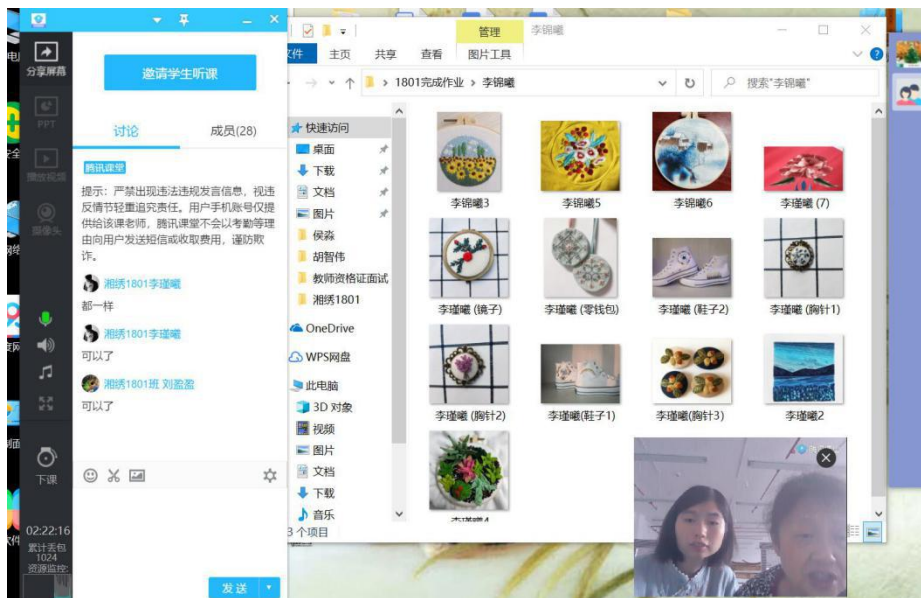 分享屏幕
PPT
播放视频
摄像头
下课
02:22:16
累计丢包
1024
资源监控:
邀请学生听课
讨论
成员(28)
腾讯课堂
提示：严禁出现违法违规发言信息，视违
反情节轻重追究责任。用户手机账号仅提
供给该课老师，腾讯课堂不会以考勤等理
由向用户发送短信或收取费用，谨防欺
诈。
湘绣1801李瑾曦
都一样
湘绣1801李瑾曦
可以了
湘绣1801班 刘盈盈
可以了
发送
管理
李锦曦
文件
主页
共享
查看
图片工具
1801完成作业 › 李锦曦
搜索"李锦曦"
快速访问
桌面
下载
文档
图片
侯淼
胡智伟
教师资格证面试
湘绣1801
OneDrive
WPS网盘
此电脑
3D 对象
视频
图片
文档
下载
音乐
3 个项目
李锦曦3
李锦曦5
李锦曦6
李瑾曦 (7)
李瑾曦 (镜子)
李瑾曦 (零钱包)
李瑾曦 (鞋子2)
李瑾曦 (胸针1)
李瑾曦 (胸针2)
李瑾曦(鞋子1)
李瑾曦(胸针3)
李瑾曦2
李瑾曦4